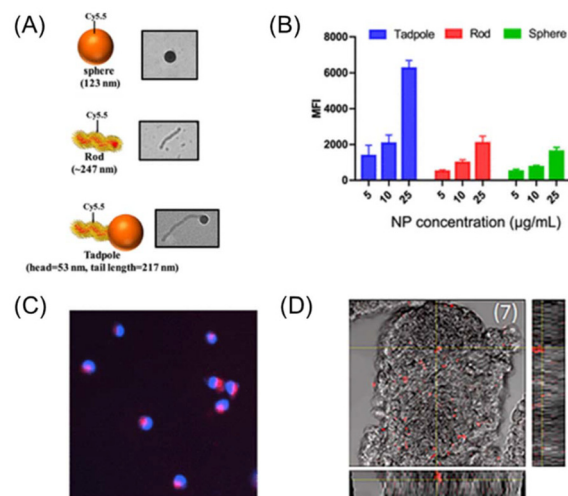 (A)
Cy5.5
sphere
(123 nm)
Cy5.5
Rod
(~247 nm)
Cy5.5
Tadpole
(head=53 nm, tail length=217 nm)
(B)
Tadpole Rod Sphere
8000
6000
4000
2000
0
MFI
5 10 25 5 10 25 5 10 25
NP concentration (µg/mL)
(C)
(D)
(7)